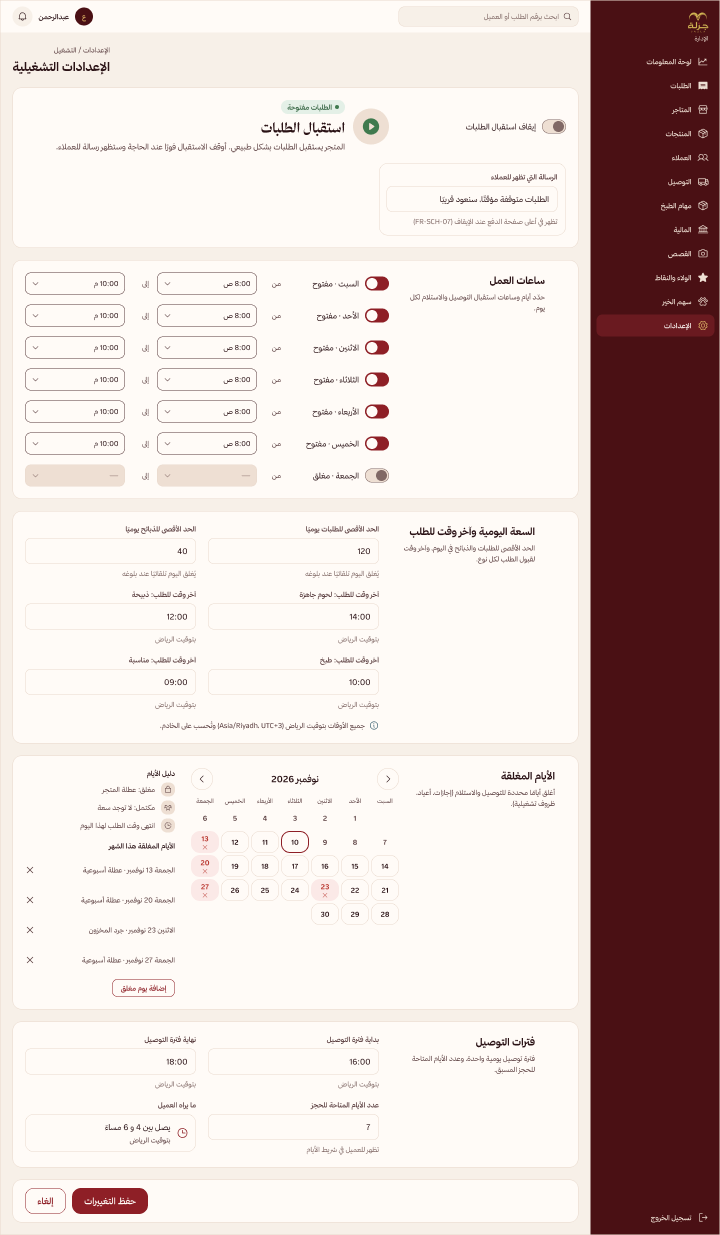 جزلة
الإدارة
لوحة المعلومات
الطلبات
المتاجر
المنتجات
العملاء
التوصيل
مهام الطبخ
المالية
القصص
الولاء والنقاط
سهم الخير
الإعدادات
تسجيل الخروج
ابحث برقم الطلب أو العميل
ع
عبدالرحمن
الإعدادات / التشغيل
الإعدادات التشغيلية
إيقاف استقبال الطلبات
الطلبات مفتوحة
استقبال الطلبات
المتجر يستقبل الطلبات بشكل طبيعي. أوقف الاستقبال فورًا عند الحاجة وستظهر رسالة للعملاء.
الرسالة التي تظهر للعملاء
الطلبات متوقفة مؤقتًا، سنعود قريبًا
تظهر في أعلى صفحة الدفع عند الإيقاف (FR-SCH-07)
ساعات العمل
حدّد أيام وساعات استقبال التوصيل والاستلام لكل يوم.
السبت · مفتوح من 8:00 ص إلى 10:00 م
الأحد · مفتوح من 8:00 ص إلى 10:00 م
الاثنين · مفتوح من 8:00 ص إلى 10:00 م
الثلاثاء · مفتوح من 8:00 ص إلى 10:00 م
الأربعاء · مفتوح من 8:00 ص إلى 10:00 م
الخميس · مفتوح من 8:00 ص إلى 10:00 م
الجمعة · مغلق من — إلى —
السعة اليومية وآخر وقت للطلب
الحد الأقصى للطلبات والذبائح في اليوم، وآخر وقت لقبول الطلب لكل نوع.
الحد الأقصى للطلبات يوميًا
120
يُغلق اليوم تلقائيًا عند بلوغه
الحد الأقصى للذبائح يوميًا
40
يُغلق اليوم تلقائيًا عند بلوغه
آخر وقت للطلب: لحوم جاهزة
14:00
بتوقيت الرياض
آخر وقت للطلب: ذبيحة
12:00
بتوقيت الرياض
آخر وقت للطلب: طبخ
10:00
بتوقيت الرياض
آخر وقت للطلب: مناسبة
09:00
بتوقيت الرياض
جميع الأوقات بتوقيت الرياض (Asia/Riyadh، UTC+3) وتُحسب على الخادم.
الأيام المغلقة
أغلق أيامًا محددة للتوصيل والاستلام (إجازات، أعياد، ظروف تشغيلية).
نوفمبر 2026
السبت الأحد الاثنين الثلاثاء الأربعاء الخميس الجمعة
1 2 3 4 5 6
7 8 9 10 11 12 13
14 15 16 17 18 19 20
21 22 23 24 25 26 27
28 29 30
دليل الأيام
مغلق: عطلة المتجر
مكتمل: لا توجد سعة
انتهى وقت الطلب لهذا اليوم
الأيام المغلقة هذا الشهر
الجمعة 13 نوفمبر · عطلة أسبوعية
الجمعة 20 نوفمبر · عطلة أسبوعية
الاثنين 23 نوفمبر · جرد المخزون
الجمعة 27 نوفمبر · عطلة أسبوعية
إضافة يوم مغلق
فترات التوصيل
فترة توصيل يومية واحدة، وعدد الأيام المتاحة للحجز المسبق.
بداية فترة التوصيل
16:00
بتوقيت الرياض
نهاية فترة التوصيل
18:00
بتوقيت الرياض
عدد الأيام المتاحة للحجز
7
تظهر للعميل في شريط الأيام
ما يراه العميل
يصل بين 4 و 6 مساءً
بتوقيت الرياض
حفظ التغييرات
إلغاء